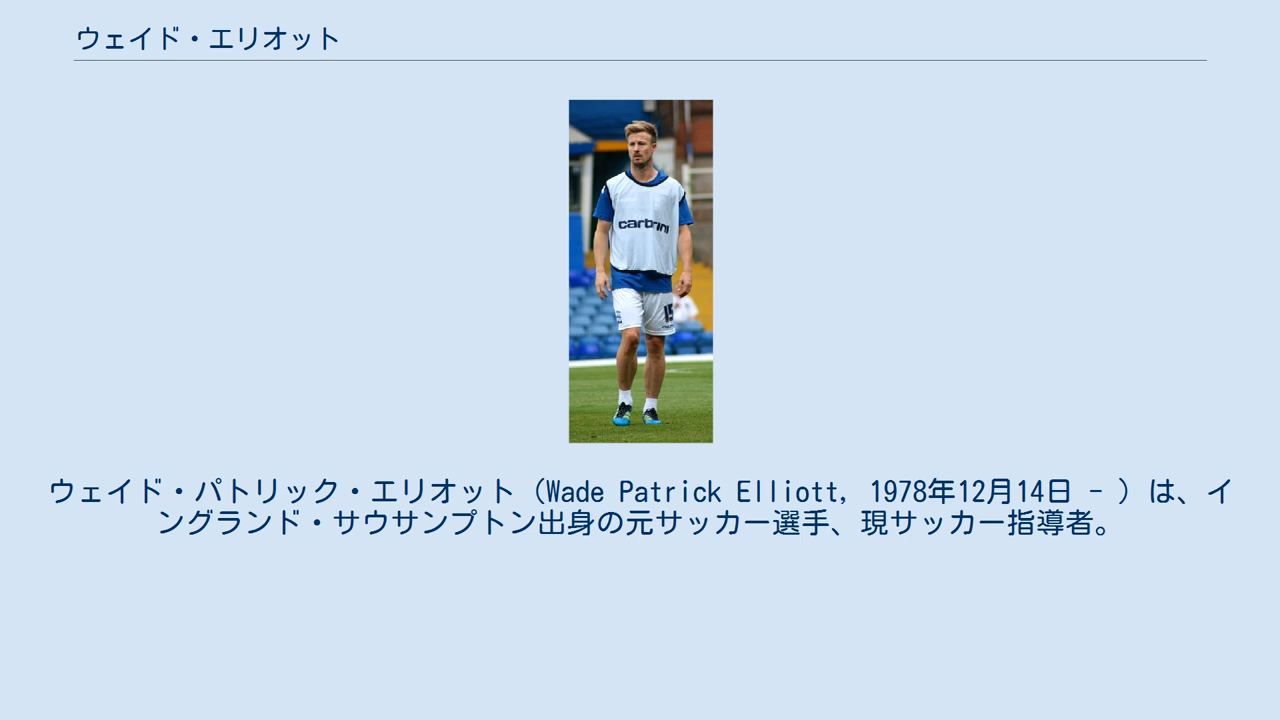 ウェイド・エリオット
carbrini
15
ウェイド・パトリック・エリオット（Wade Patrick Elliott, 1978年12月14日 - ）は、イ
ングランド・サウサンプトン出身の元サッカー選手、現サッカー指導者。